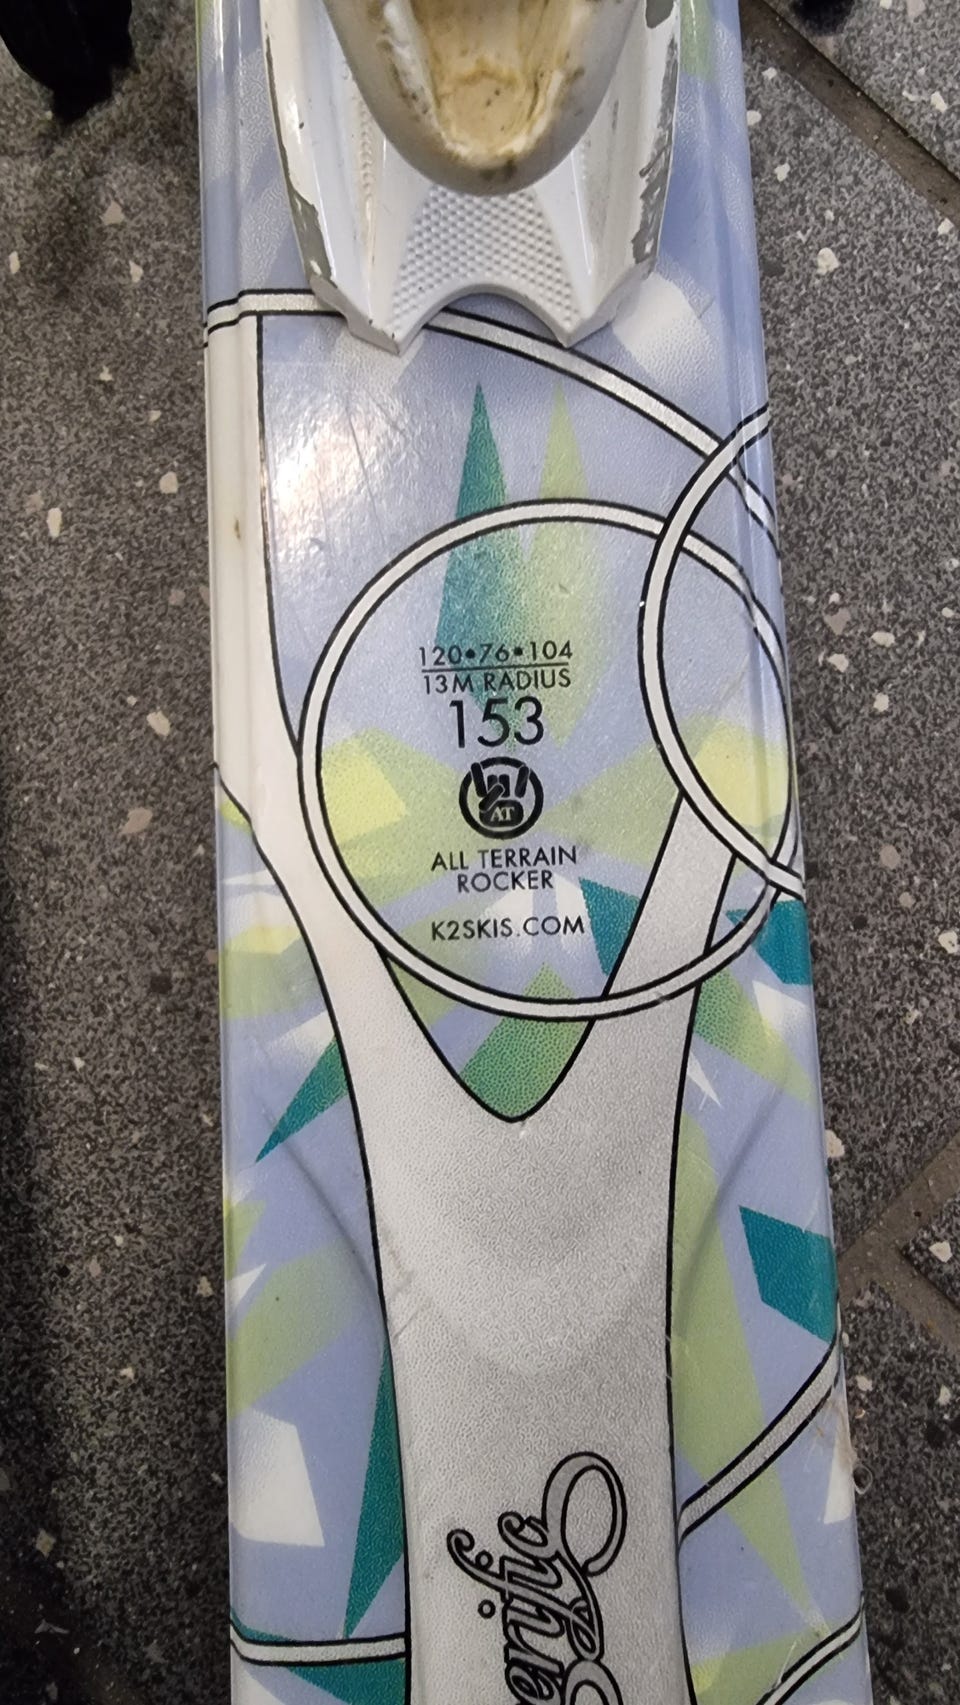 120•76•104
13M RADIUS
153
AT
ALL TERRAIN
ROCKER
K2SKIS.COM